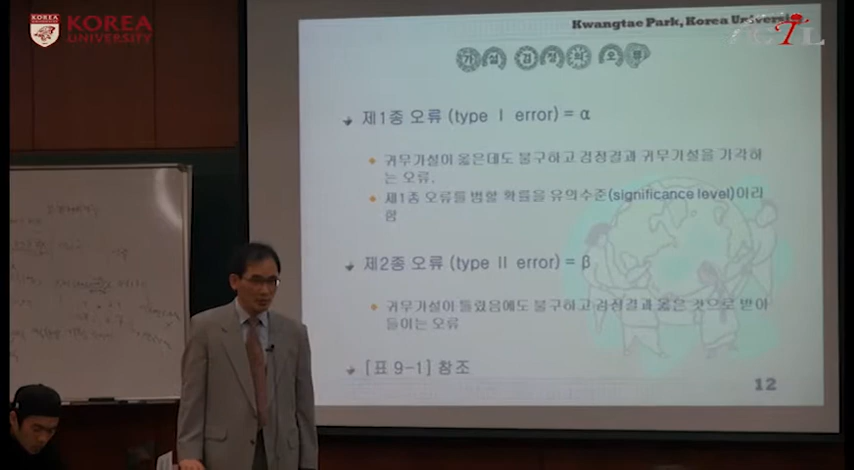 KOREA
UNIVERSITY
KOREA
Kwangtae Park, Korea Universi
CTL
가설 검정의 오류
제1종 오류 (type Ⅰ error) = α
귀무가설이 옳은데도 불구하고 검정결과 귀무가설을 기각하
는 오류.
제1종 오류를 범할 확률을 유의수준(significance level)이라
함
제2종 오류 (type Ⅱ error) = β
귀무가설이 틀렸음에도 불구하고 검정결과 옳은 것으로 받아
들이는 오류
[표 9-1] 참조
12